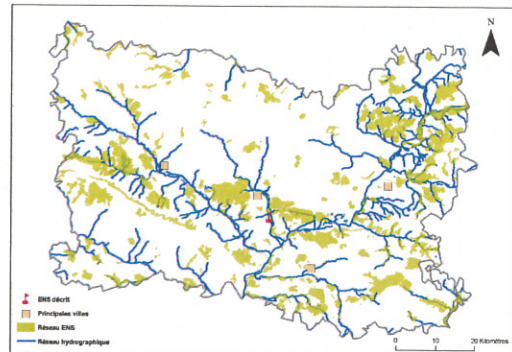 N
ENS décrit
Principales villes
Réseau ENS
Réseau hydrographique
0 10 20 Kilomètres